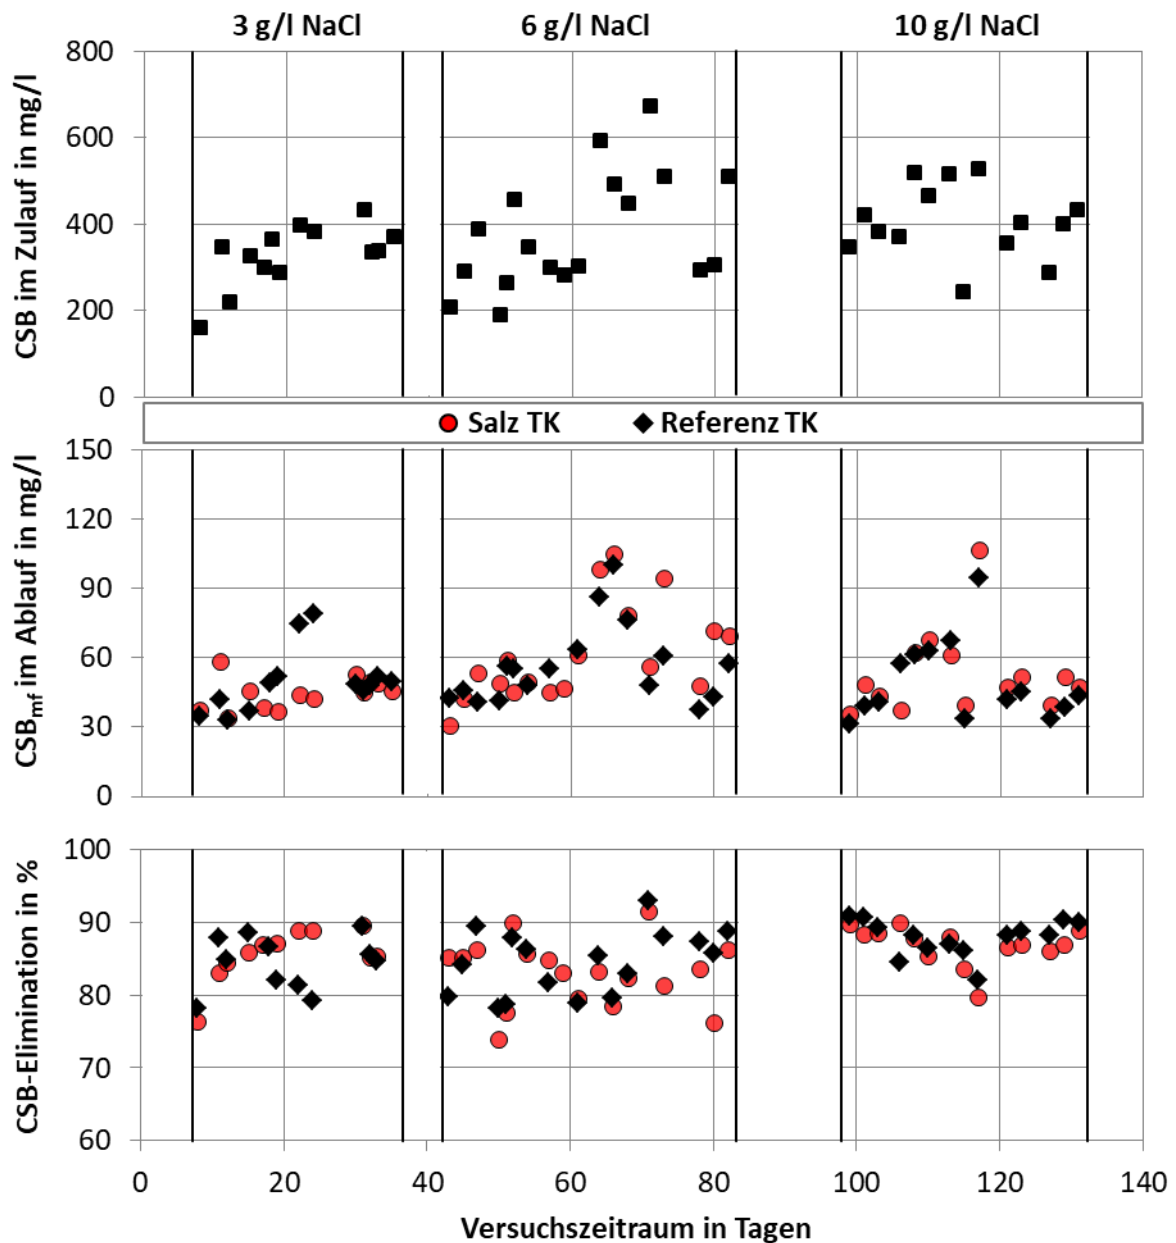 3 g/l NaCl 6 g/l NaCl 10 g/l NaCl
CSB im Zulauf in mg/l
800
600
400
200
0
Salz TK Referenz TK
CSBmf im Ablauf in mg/l
150
120
90
60
30
0
CSB-Elimination in %
100
90
80
70
60
0 20 40 60 80 100 120 140
Versuchszeitraum in Tagen